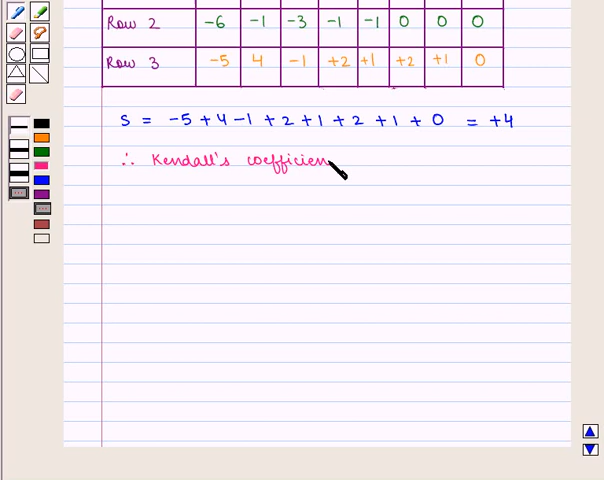 Row 2 -6 -1 -3 -1 -1 0 0 0
Row 3 -5 4 -1 +2 +1 +2 +1 0
S = -5 + 4 - 1 + 2 + 1 + 2 + 1 + 0 = +4
∴ Kendall's coefficien